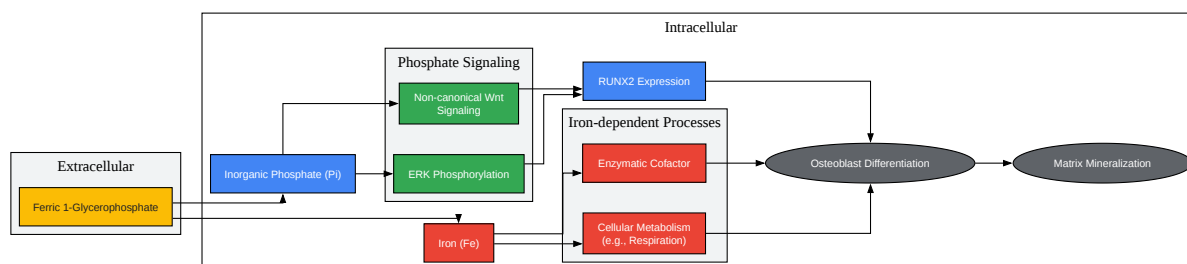 Intracellular
Phosphate Signaling
Non-canonical Wnt
Signaling
RUNX2 Expression
Iron-dependent Processes
Extracellular
Ferric 1-Glycerophosphate
Inorganic Phosphate (Pi)
ERK Phosphorylation
Enzymatic Cofactor
Osteoblast Differentiation
Matrix Mineralization
Iron (Fe)
Cellular Metabolism
(e.g., Respiration)